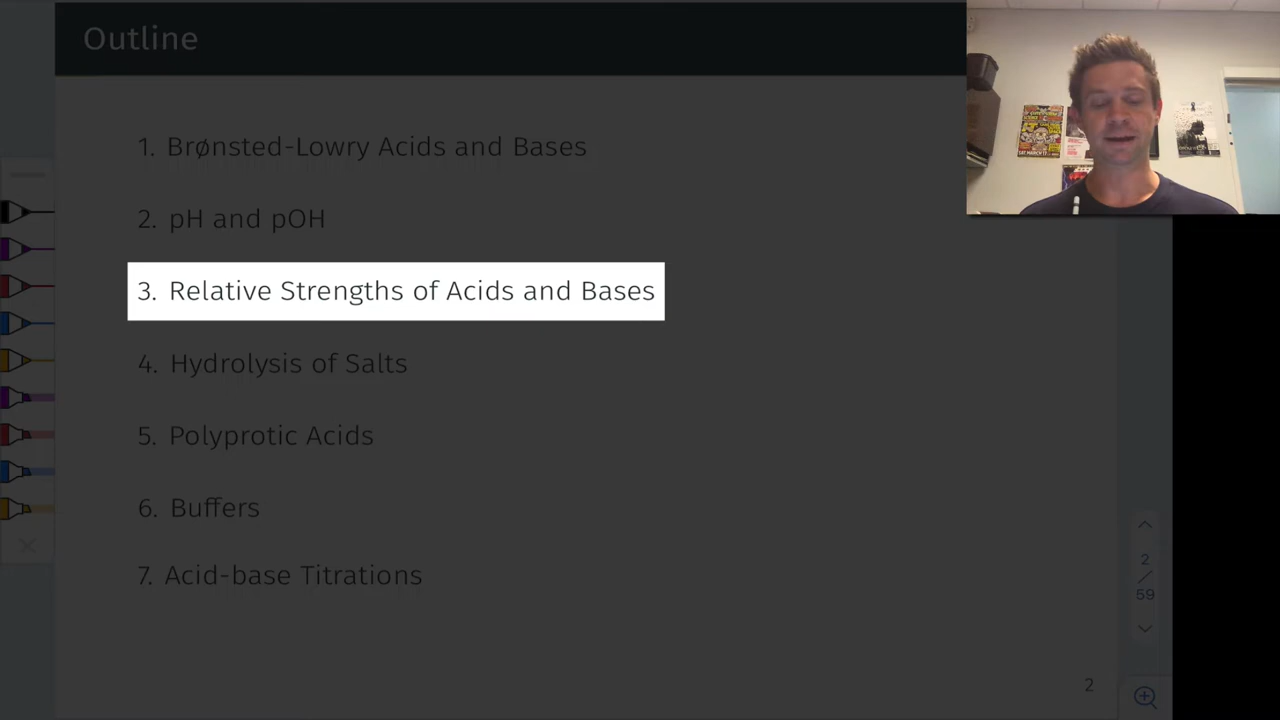 Outline
1. Brønsted-Lowry Acids and Bases
2. pH and pOH
3. Relative Strengths of Acids and Bases
4. Hydrolysis of Salts
5. Polyprotic Acids
6. Buffers
7. Acid-base Titrations
2
59
2